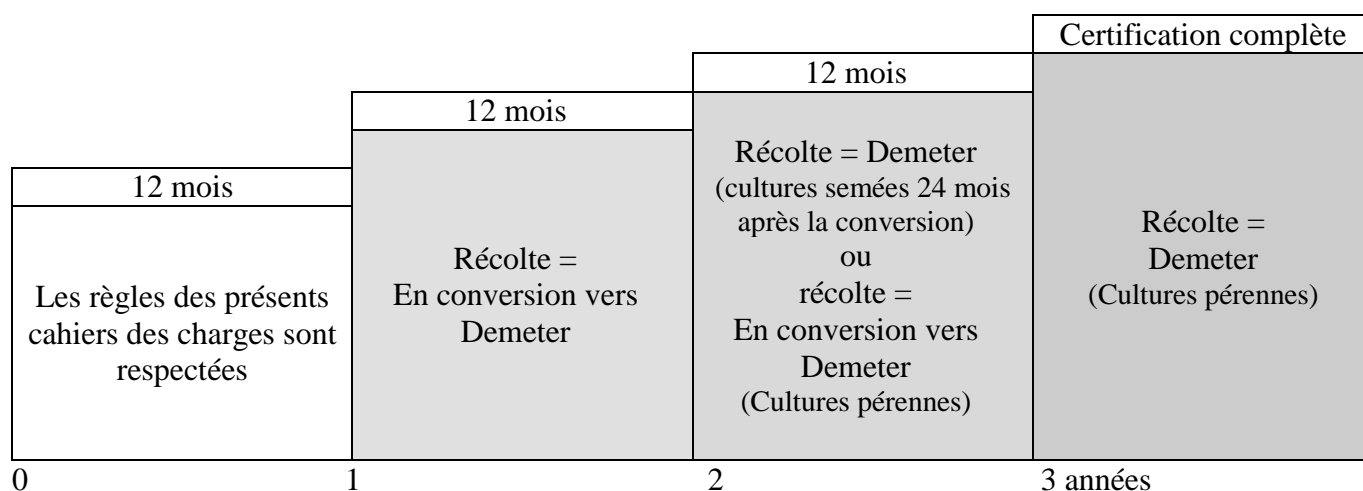 12 mois
Les règles des présents
cahiers des charges sont
respectées
12 mois
Récolte =
En conversion vers
Demeter
12 mois
Récolte = Demeter
(cultures semées 24 mois
après la conversion)
ou
récolte =
En conversion vers
Demeter
(Cultures pérennes)
Certification complète
Récolte =
Demeter
(Cultures pérennes)
0 1 2 3 années